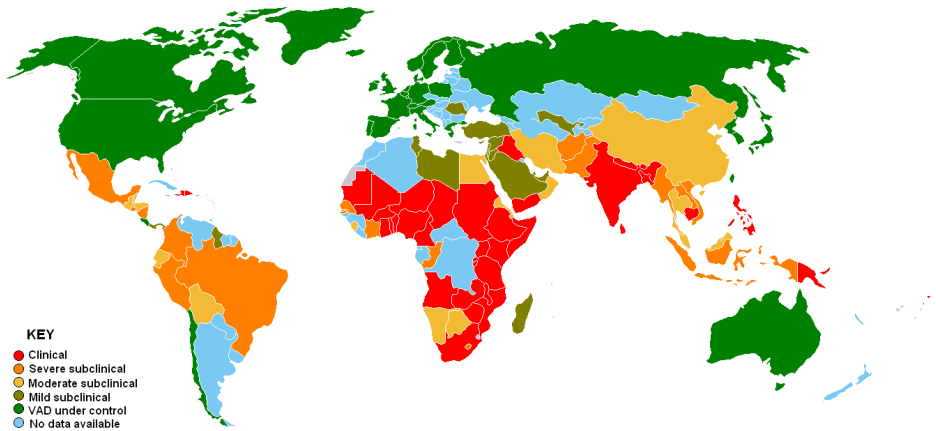 KEY
Clinical
Severe subclinical
Moderate subclinical
Mild subclinical
VAD under control
No data available